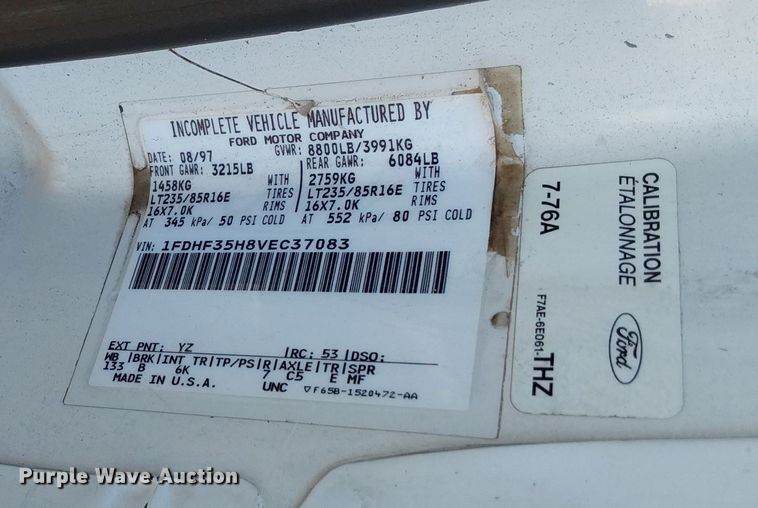 INCOMPLETE VEHICLE MANUFACTURED BY
FORD MOTOR COMPANY
DATE: 08/97 GVWR: 8800LB/3991KG
FRONT GAWR: 3215LB REAR GAWR: 6084LB
1458KG WITH 2759KG WITH
LT235/85R16E TIRES LT235/85R16E TIRES
16X7.0K RIMS 16X7.0K RIMS
AT 345 kPa/ 50 PSI COLD AT 552 kPa/ 80 PSI COLD
VIN: 1FDHF35H8VEC37083
EXT PNT: YZ RC: 53 DSO:
WB BRK INT TR TP/PS R AXLE TR SPR
133 B 6K 7 C5 E MF
MADE IN U.S.A. UNC ▽ F65B-1520472-AA
CALIBRATION
ÉTALONNAGE
7-76A
Ford
F7AE-6E061-THZ
Purple Wave Auction